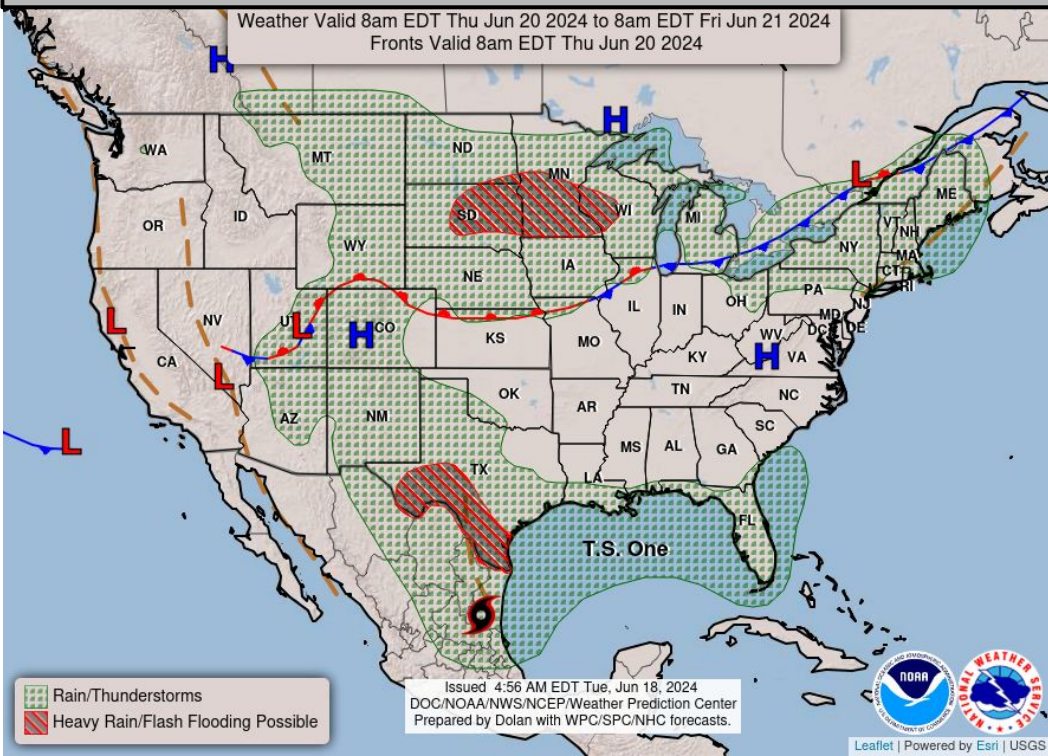 Weather Valid 8am EDT Thu Jun 20 2024 to 8am EDT Fri Jun 21 2024
Fronts Valid 8am EDT Thu Jun 20 2024
H
H
WA
MT
ND
MN
L
ME
OR
ID
SD
WI
MI
VT
NH
WY
NY
MA
CT
RI
NE
IA
PA
NJ
L
NV
UT
L
H
CO
IL
IN
OH
MD
DE
DC
WV
H
VA
CA
KS
MO
KY
L
AZ
NM
OK
AR
TN
NC
SC
L
TX
MS
AL
GA
LA
FL
T.S. One
Rain/Thunderstorms
Heavy Rain/Flash Flooding Possible
Issued 4:56 AM EDT Tue, Jun 18, 2024
DOC/NOAA/NWS/NCEP/Weather Prediction Center
Prepared by Dolan with WPC/SPC/NHC forecasts.
NOAA
NATIONAL WEATHER SERVICE
Leaflet | Powered by Esri | USGS